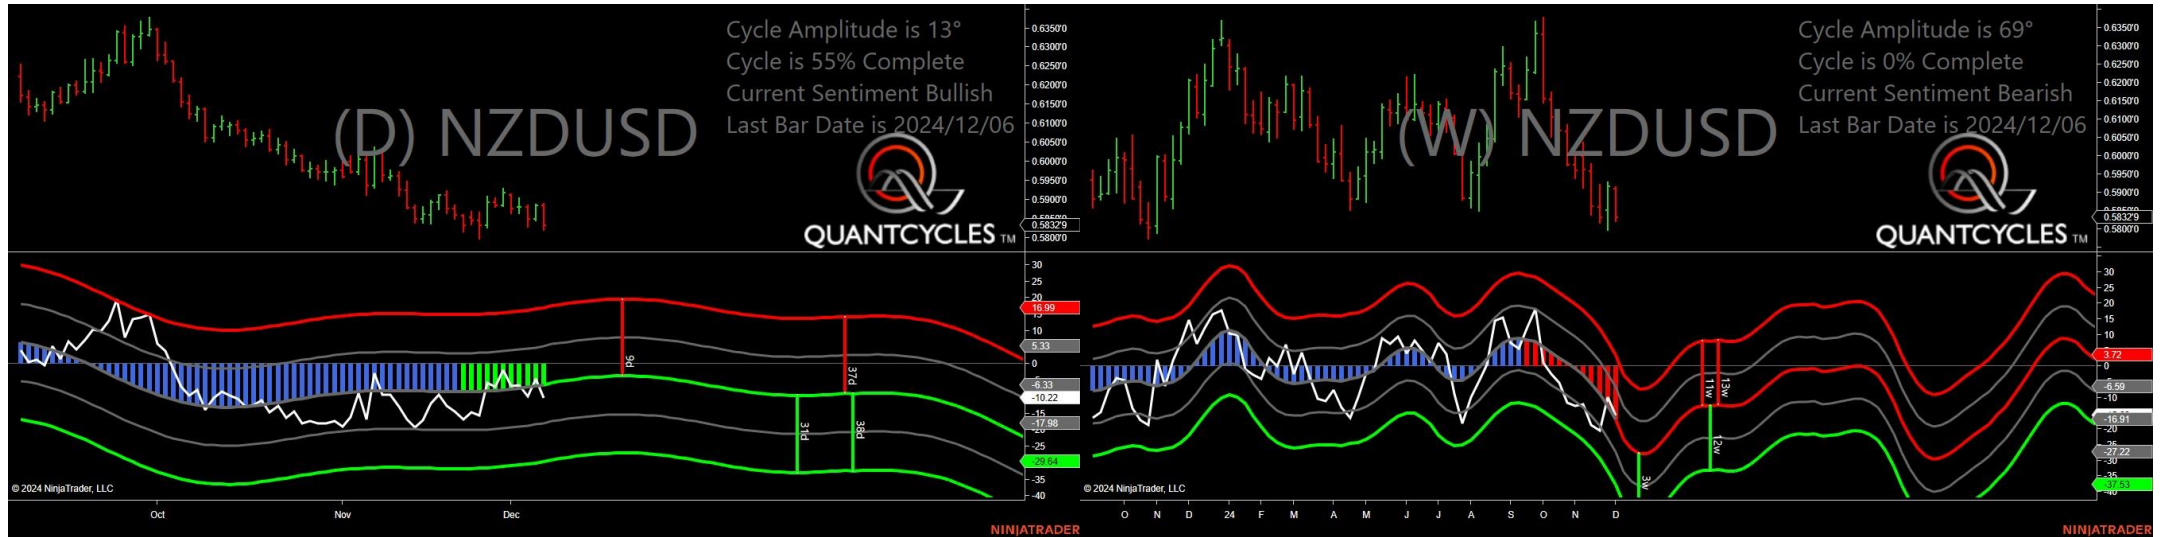 Cycle Amplitude is 13°
Cycle is 55% Complete
Current Sentiment Bullish
Last Bar Date is 2024/12/06
(D) NZDUSD
QUANTCYCLES TM
0.6350'0
0.6300'0
0.6250'0
0.6200'0
0.6150'0
0.6100'0
0.6050'0
0.6000'0
0.5950'0
0.5900'0
0.5832'9
0.5800'0
30
25
20
16.99
10
5.33
0
-6.33
-10.22
-15
-17.98
-25
-29.64
-35
-40
9d
37d
31d
38d
© 2024 NinjaTrader, LLC
Oct Nov Dec
NINJATRADER
Cycle Amplitude is 69°
Cycle is 0% Complete
Current Sentiment Bearish
Last Bar Date is 2024/12/06
(W) NZDUSD
QUANTCYCLES TM
0.6350'0
0.6300'0
0.6250'0
0.6200'0
0.6150'0
0.6100'0
0.6050'0
0.6000'0
0.5950'0
0.5900'0
0.5832'9
0.5800'0
30
25
20
15
10
3.72
0
-6.59
-10
-16.91
-20
-27.22
-30
-35
-37.53
11w
13w
12w
3w
© 2024 NinjaTrader, LLC
O N D 24 F M A M J J A S O N D
NINJATRADER